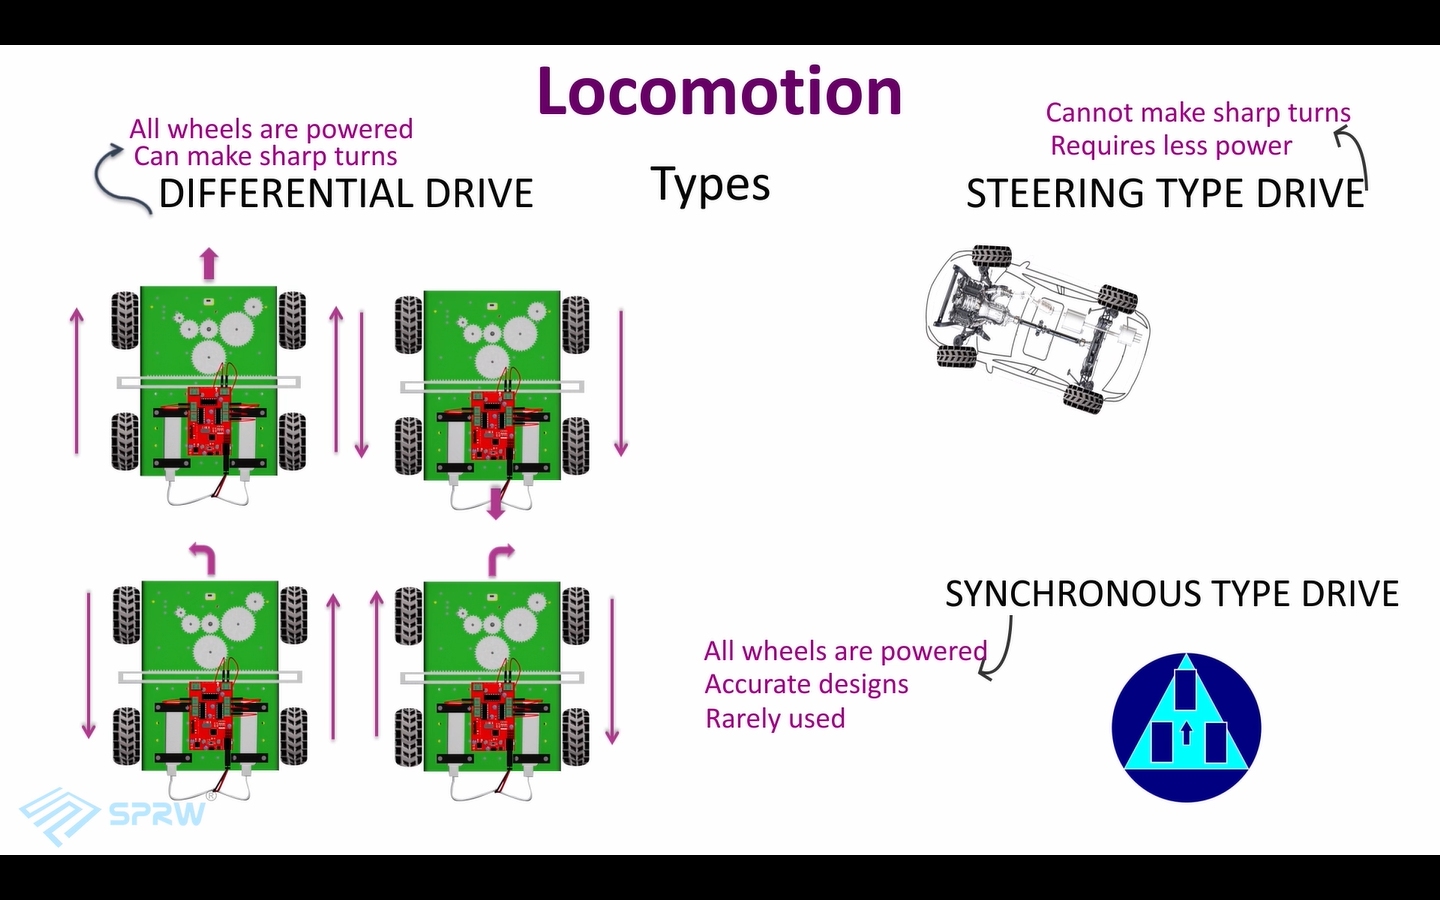 Locomotion
Types
All wheels are powered
Can make sharp turns
DIFFERENTIAL DRIVE
Cannot make sharp turns
Requires less power
STEERING TYPE DRIVE
SYNCHRONOUS TYPE DRIVE
All wheels are powered
Accurate designs
Rarely used
SPRW®